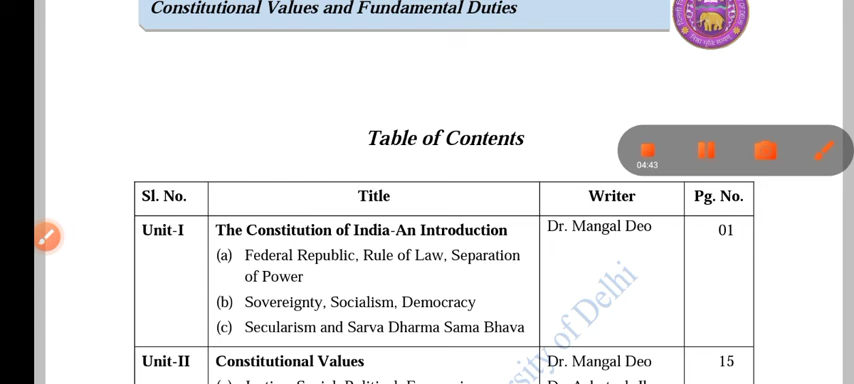 Constitutional Values and Fundamental Duties
Table of Contents
04:43
Sl. No. Title Writer Pg. No.
Unit-I The Constitution of India-An Introduction Dr. Mangal Deo 01
(a) Federal Republic, Rule of Law, Separation
of Power
(b) Sovereignty, Socialism, Democracy
(c) Secularism and Sarva Dharma Sama Bhava
of Delhi
Unit-II Constitutional Values Dr. Mangal Deo 15